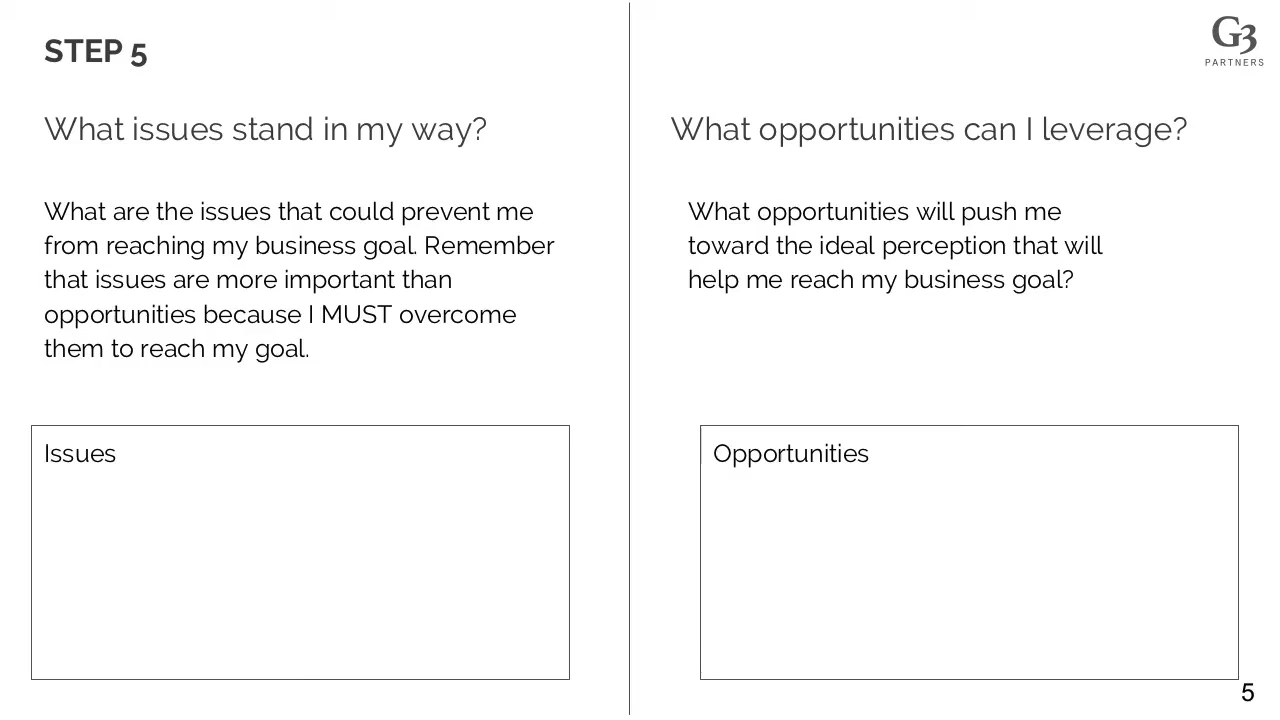 STEP 5
What issues stand in my way?
What are the issues that could prevent me
from reaching my business goal. Remember
that issues are more important than
opportunities because I MUST overcome
them to reach my goal.
Issues
G3
PARTNERS
What opportunities can I leverage?
What opportunities will push me
toward the ideal perception that will
help me reach my business goal?
Opportunities
5